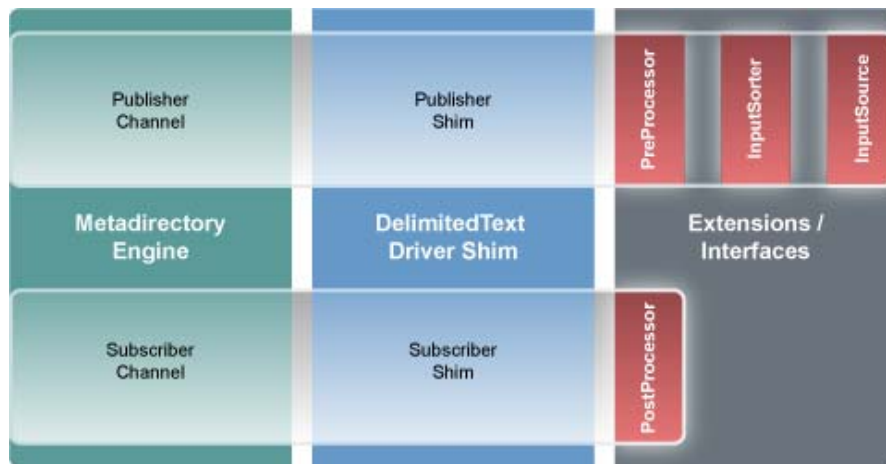 Publisher
Channel
Publisher
Shim
PreProcessor
InputSorter
InputSource
Metadirectory
Engine
DelimitedText
Driver Shim
Extensions /
Interfaces
Subscriber
Channel
Subscriber
Shim
PostProcessor